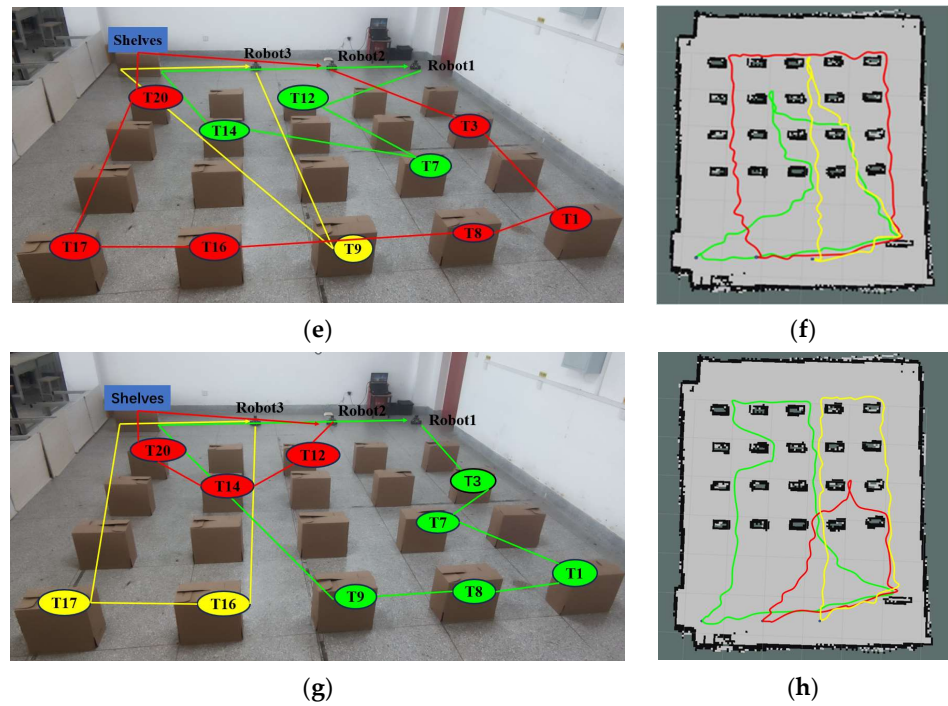 Shelves
Robot3
Robot2
Robot1
T20
T12
T14
T3
T7
T1
T17
T16
T9
T8
(e)
(f)
Shelves
Robot3
Robot2
Robot1
T20
T12
T14
T3
T7
T1
T17
T16
T9
T8
(g)
(h)